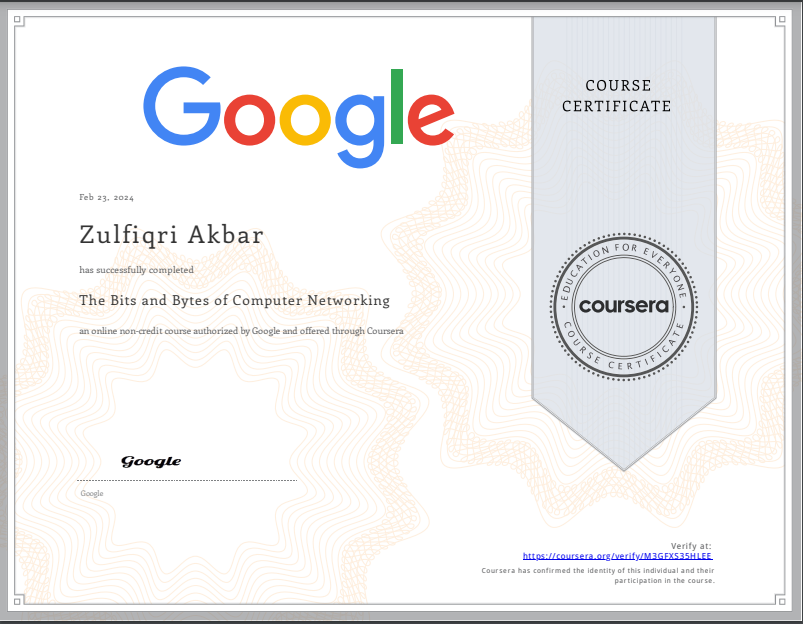 Google
COURSE
CERTIFICATE
Feb 23, 2024
Zulfiqri Akbar
has successfully completed
The Bits and Bytes of Computer Networking
an online non-credit course authorized by Google and offered through Coursera
EDUCATION FOR EVERYONE
coursera
COURSE CERTIFICATE
Google
Google
Verify at:
https://coursera.org/verify/M3GFXS35HLEE
Coursera has confirmed the identity of this individual and their
participation in the course.